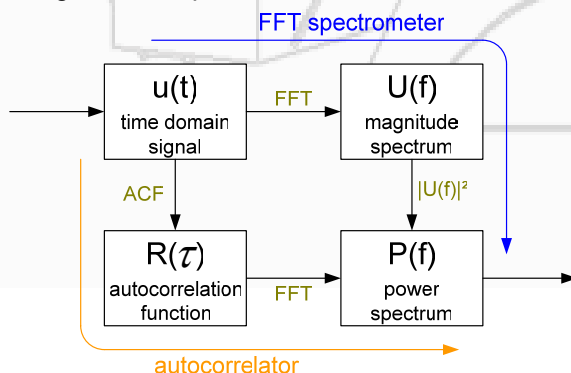 FFT spectrometer
u(t)
time domain
signal
FFT
U(f)
magnitude
spectrum
ACF
|U(f)|²
R(τ)
autocorrelation
function
FFT
P(f)
power
spectrum
autocorrelator